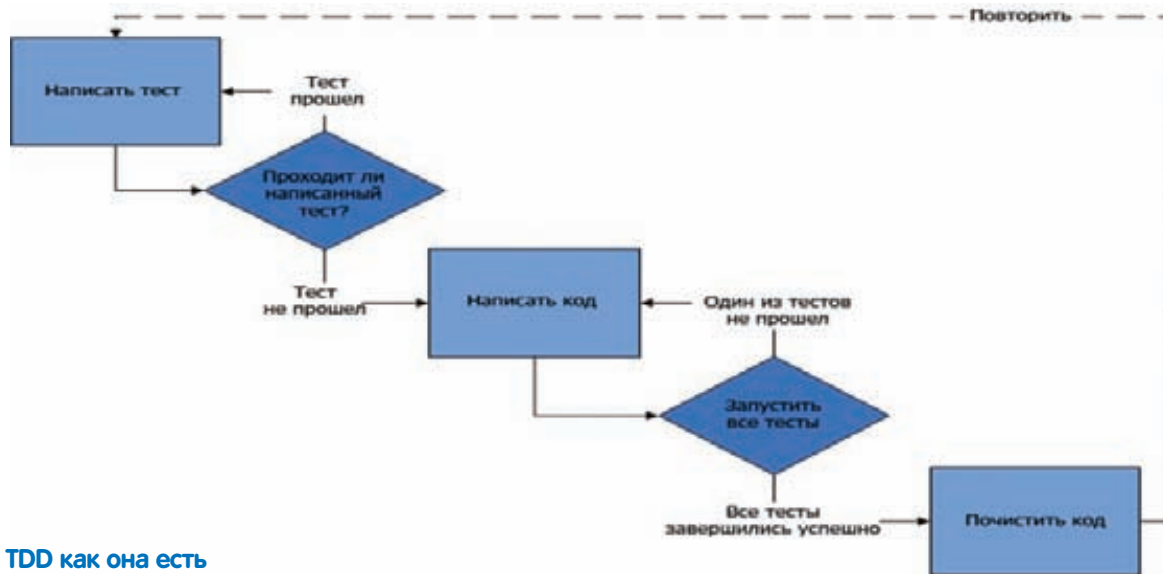 Повторить
Написать тест
Тест
прошел
Проходит ли
написанный
тест?
Тест
не прошел
Написать код
Один из тестов
не прошел
Запустить
все тесты
Все тесты
завершились успешно
Почистить код
TDD как она есть